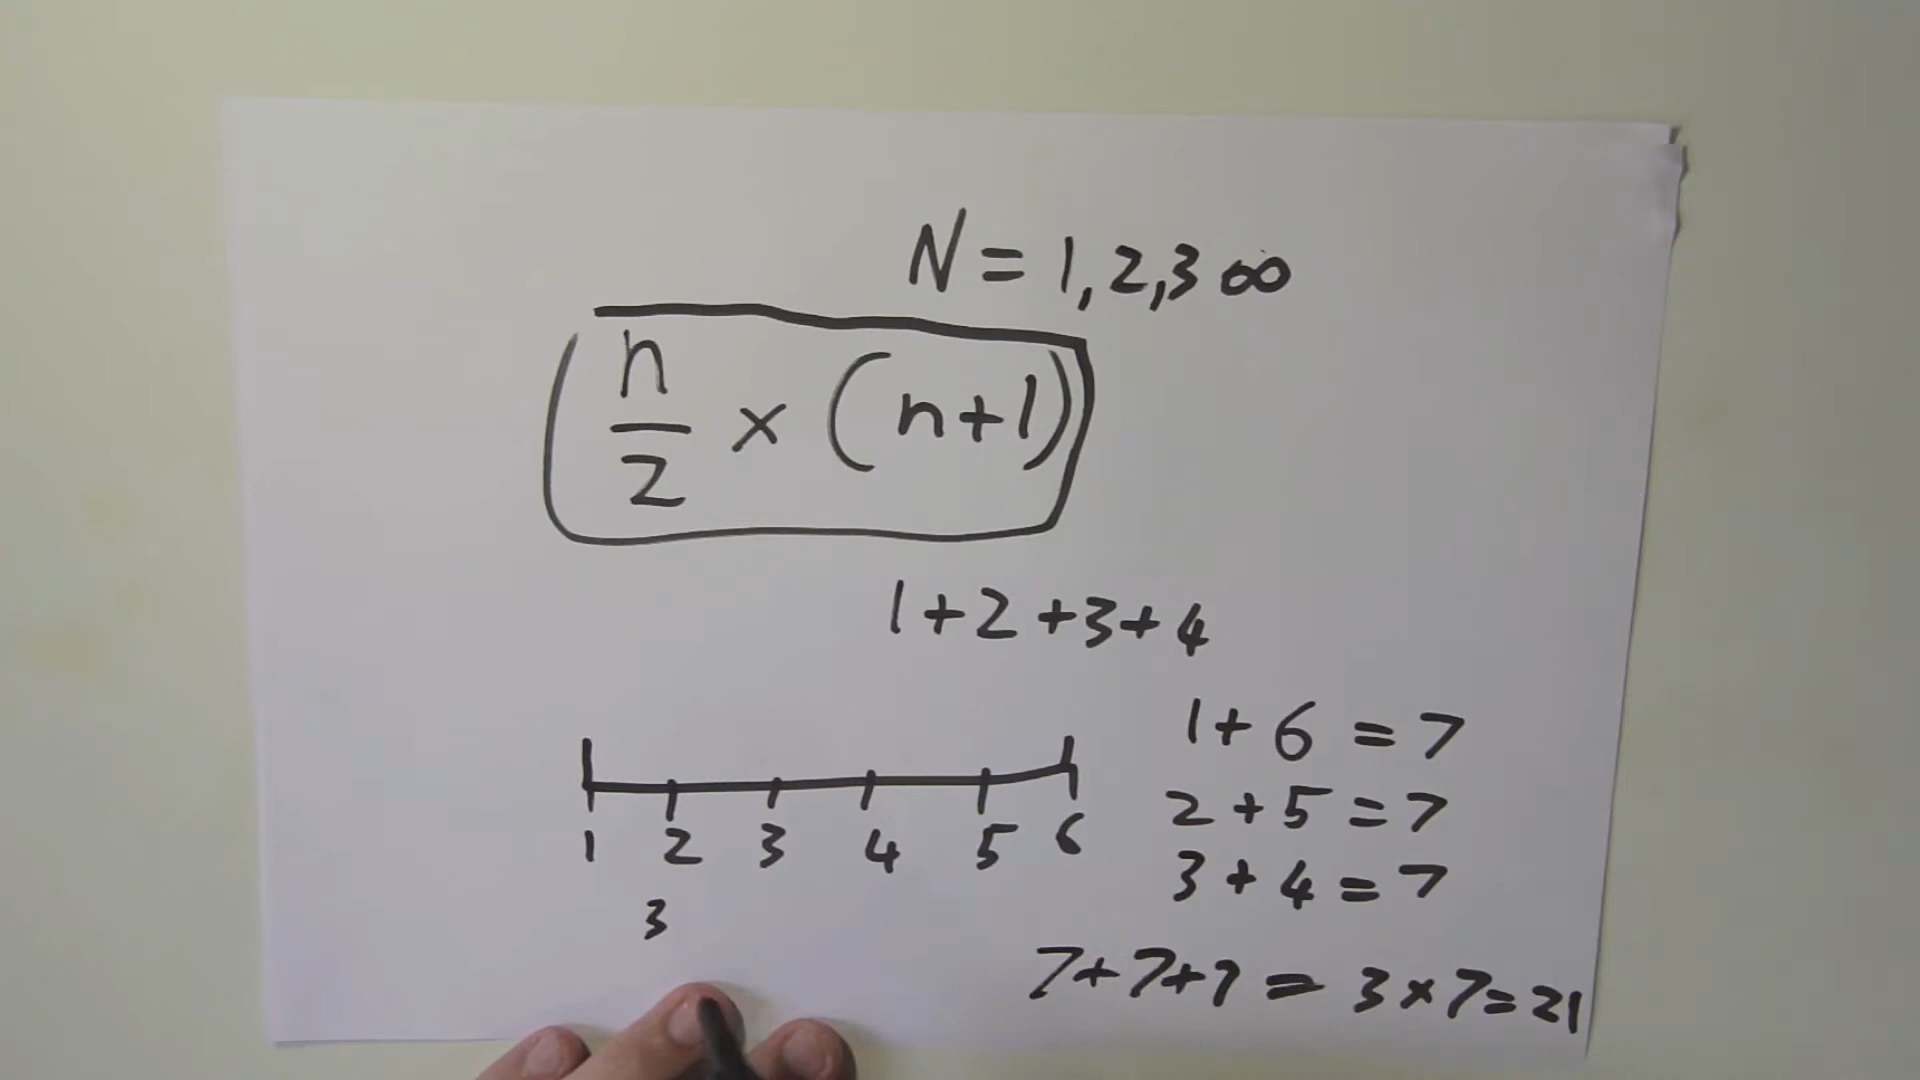 N = 1, 2, 3 ∞
n/2 × (n+1)
1+2+3+4
1+6 = 7
2+5=7
1 2 3 4 5 6
3+4=7
3
7+7+7 = 3×7=21